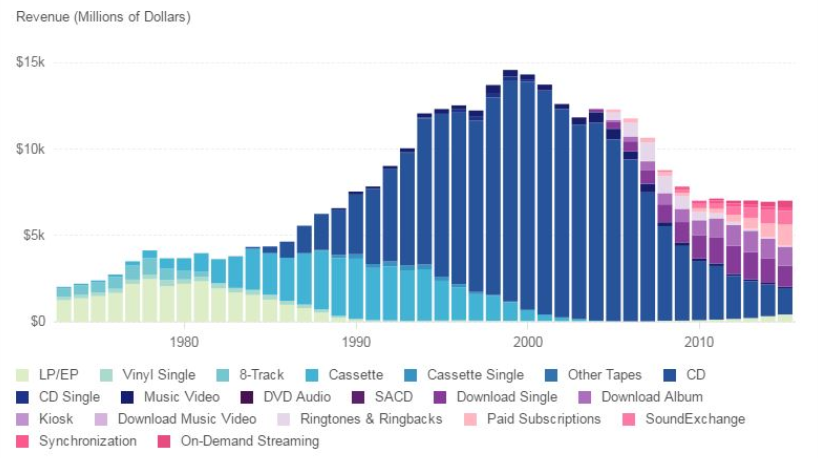 Revenue (Millions of Dollars)
$15k
$10k
$5k
$0
1980 1990 2000 2010
LP/EP Vinyl Single 8-Track Cassette Cassette Single Other Tapes CD
CD Single Music Video DVD Audio SACD Download Single Download Album
Kiosk Download Music Video Ringtones & Ringbacks Paid Subscriptions SoundExchange
Synchronization On-Demand Streaming